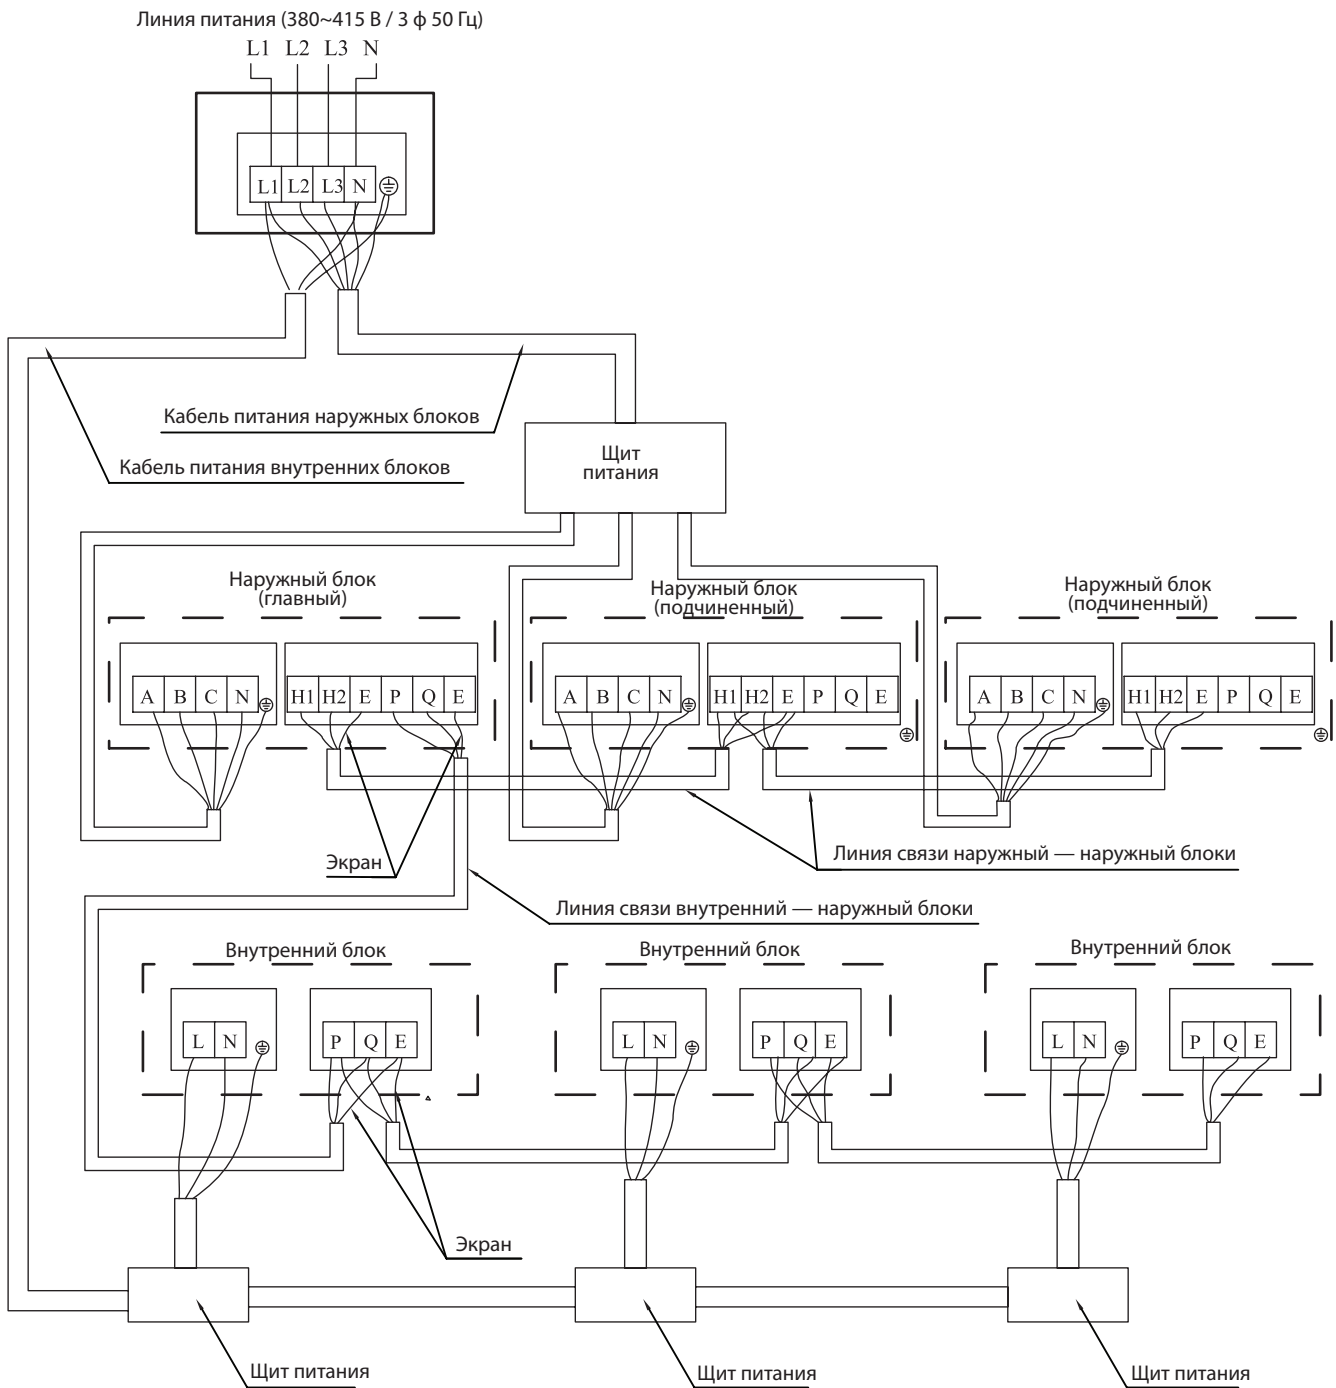 Линия питания (380~415 В / 3 ф 50 Гц)
L1 L2 L3 N
L1 L2 L3 N
Кабель питания наружных блоков
Кабель питания внутренних блоков
Щит
питания
Наружный блок
(главный)
Наружный блок
(подчиненный)
Наружный блок
(подчиненный)
A B C N H1 H2 E P Q E
A B C N H1 H2 E P Q E
A B C N H1 H2 E P Q E
Экран
Линия связи наружный — наружный блоки
Линия связи внутренний — наружный блоки
Внутренний блок
Внутренний блок
Внутренний блок
L N P Q E
L N P Q E
L N P Q E
Экран
Щит питания
Щит питания
Щит питания